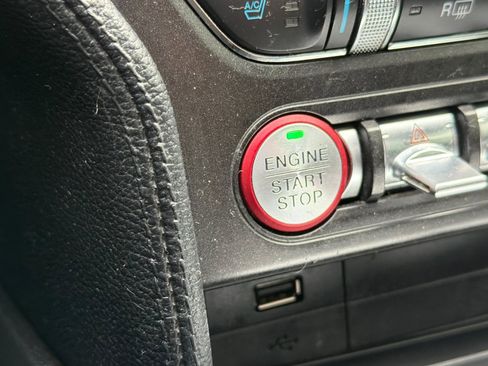 A/C
R
ENGINE
START
STOP